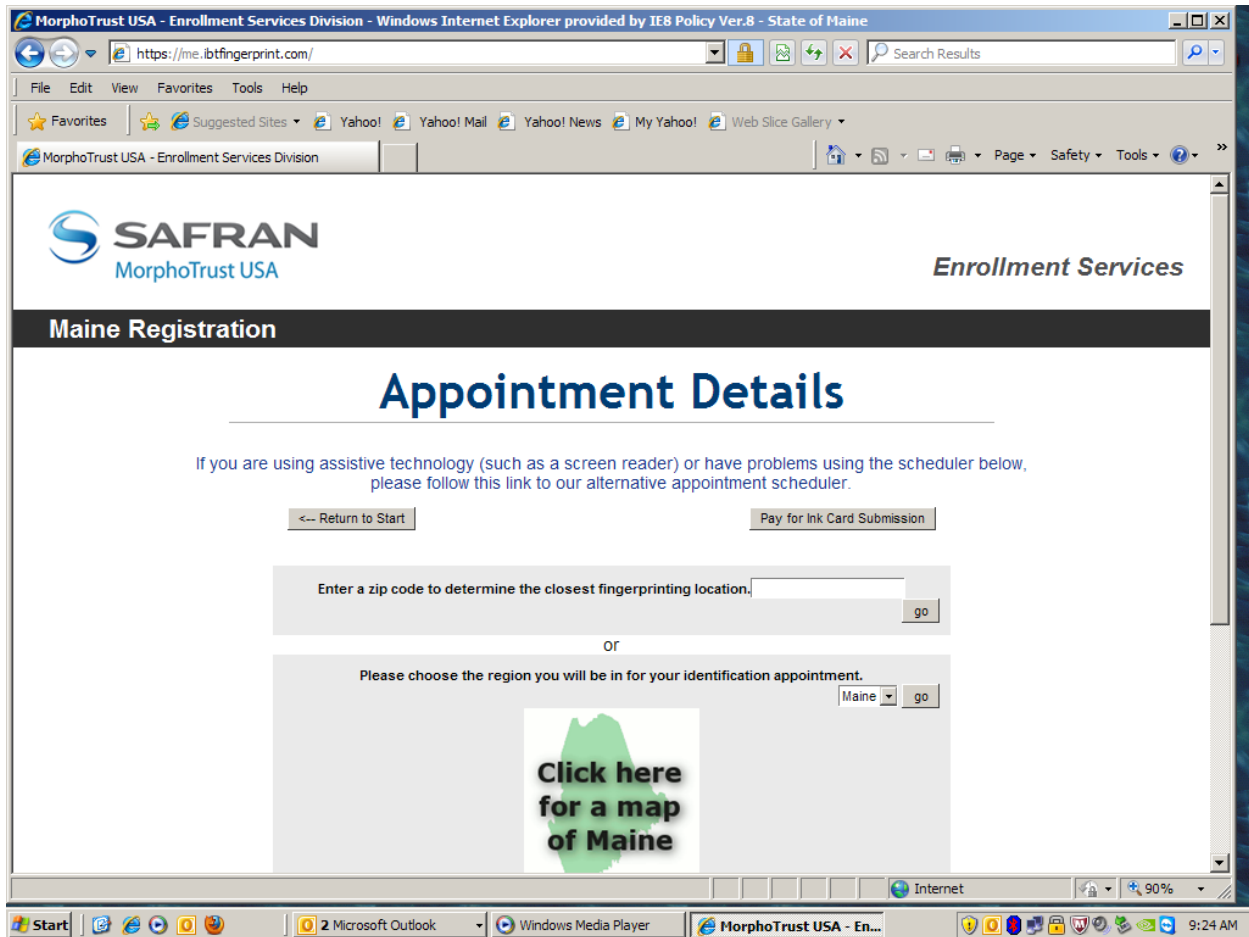 MorphoTrust USA - Enrollment Services Division - Windows Internet Explorer provided by IE8 Policy Ver.8 - State of Maine
https://me.ibtfingerprint.com/
Search Results
File Edit View Favorites Tools Help
Favorites Suggested Sites Yahoo! Yahoo! Mail Yahoo! News My Yahoo! Web Slice Gallery
MorphoTrust USA - Enrollment Services Division
Page Safety Tools
SAFRAN
MorphoTrust USA
Enrollment Services
Maine Registration
Appointment Details
If you are using assistive technology (such as a screen reader) or have problems using the scheduler below,
please follow this link to our alternative appointment scheduler.
<-- Return to Start Pay for Ink Card Submission
Enter a zip code to determine the closest fingerprinting location.
go
or
Please choose the region you will be in for your identification appointment.
Maine go
Click here
for a map
of Maine
Internet 90%
Start 2 Microsoft Outlook Windows Media Player MorphoTrust USA - En... 9:24 AM